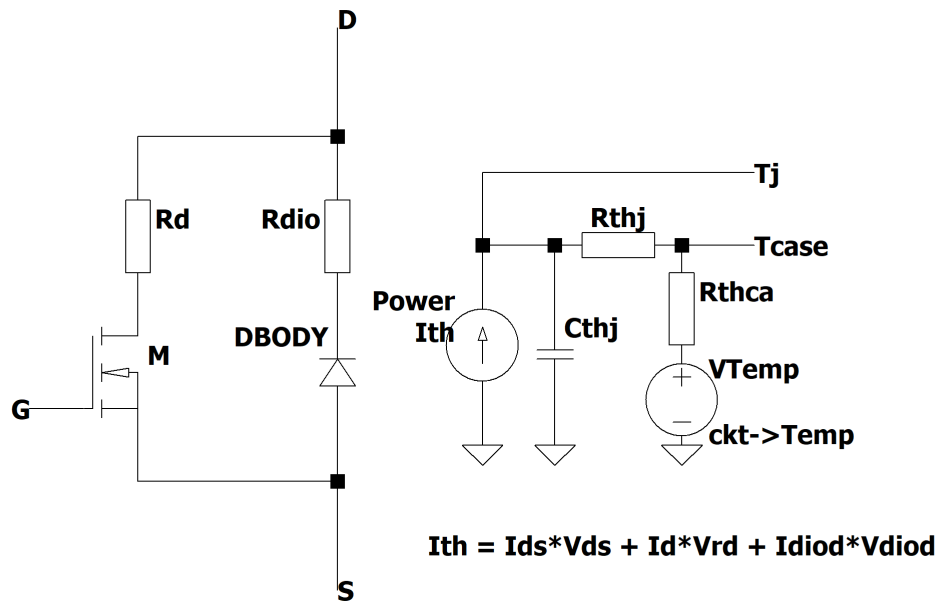 D
Rd
Rdio
DBODY
M
G
S
Tj
Rthj
Tcase
Rthca
Power
Ith
Cthj
VTemp
+
−
ckt->Temp
Ith = Ids*Vds + Id*Vrd + Idiod*Vdiod